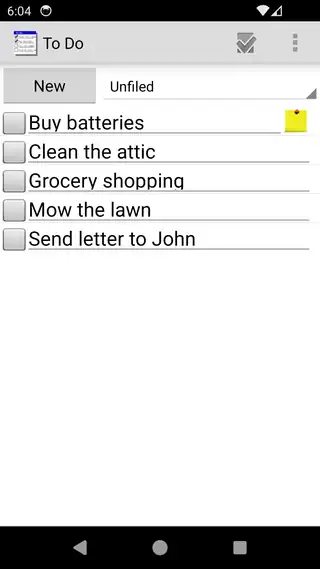 6:04
To Do
New
Unfiled
Buy batteries
Clean the attic
Grocery shopping
Mow the lawn
Send letter to John